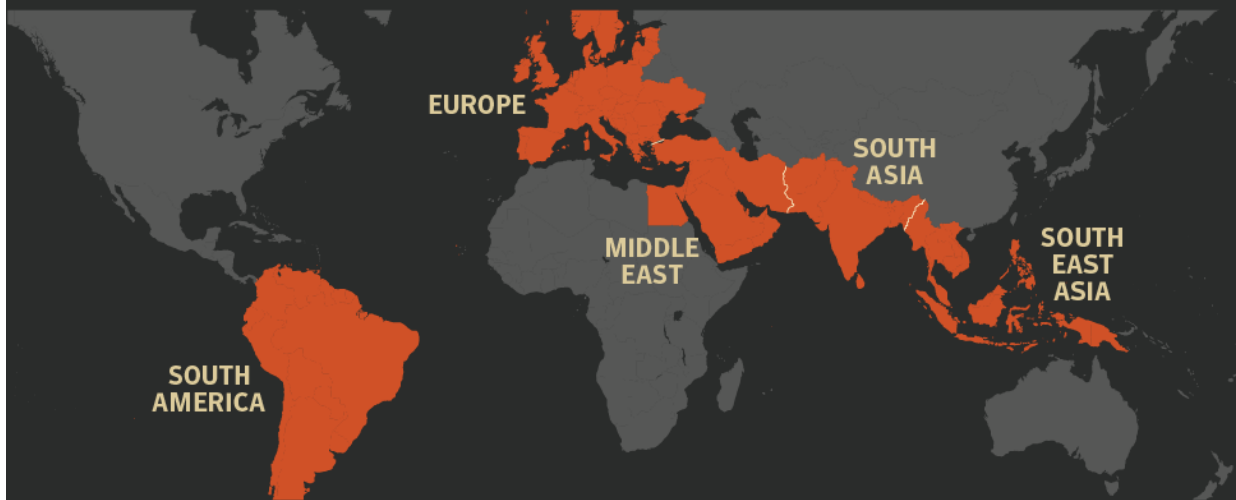 EUROPE
SOUTH
ASIA
MIDDLE
EAST
SOUTH
EAST
ASIA
SOUTH
AMERICA